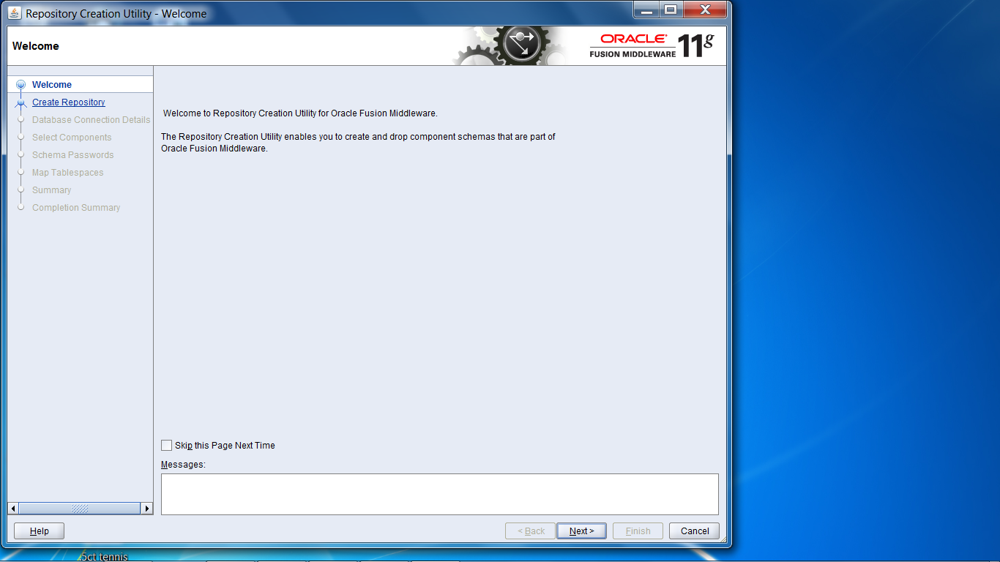 Repository Creation Utility - Welcome
Welcome
ORACLE
FUSION MIDDLEWARE 11g
Welcome
Create Repository
Database Connection Details
Select Components
Schema Passwords
Map Tablespaces
Summary
Completion Summary
Welcome to Repository Creation Utility for Oracle Fusion Middleware.
The Repository Creation Utility enables you to create and drop component schemas that are part of
Oracle Fusion Middleware.
Skip this Page Next Time
Messages:
Help
< Back
Next >
Finish
Cancel
5ct tennis